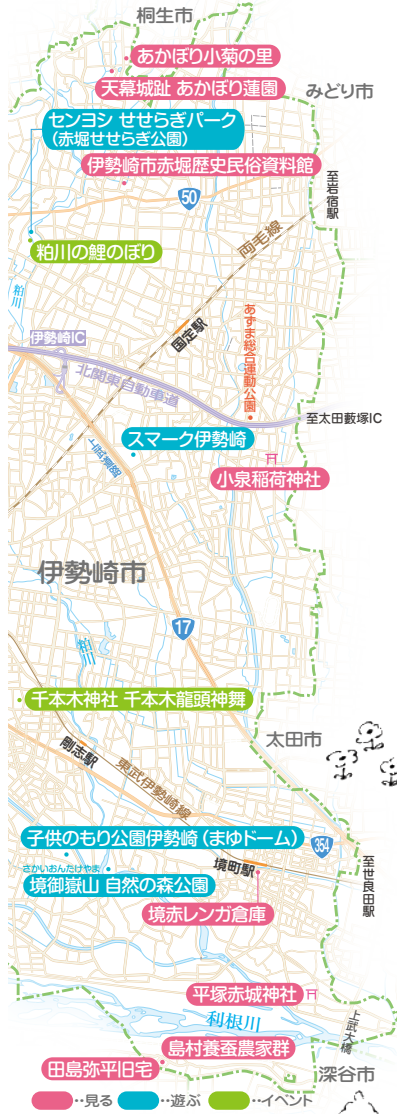 桐生市
あかぼり小菊の里
天幕城趾 あかぼり蓮園
みどり市
センヨシ せせらぎパーク
(赤堀せせらぎ公園)
伊勢崎市赤堀歴史民俗資料館
至岩宿駅
50
両毛線
粕川の鯉のぼり
粕川
国定駅
あずま総合運動公園
伊勢崎IC
北関東自動車道
至太田藪塚IC
スマーク伊勢崎
上武道路
小泉稲荷神社
伊勢崎市
17
粕川
千本木神社 千本木龍頭神舞
太田市
剛志駅
東武伊勢崎線
子供のもり公園伊勢崎(まゆドーム)
354
さかいおんたけやま
境御嶽山 自然の森公園
境町駅
至世良田駅
境赤レンガ倉庫
平塚赤城神社
利根川
上武大橋
島村養蚕農家群
田島弥平旧宅
深谷市
‥見る ‥遊ぶ ‥イベント